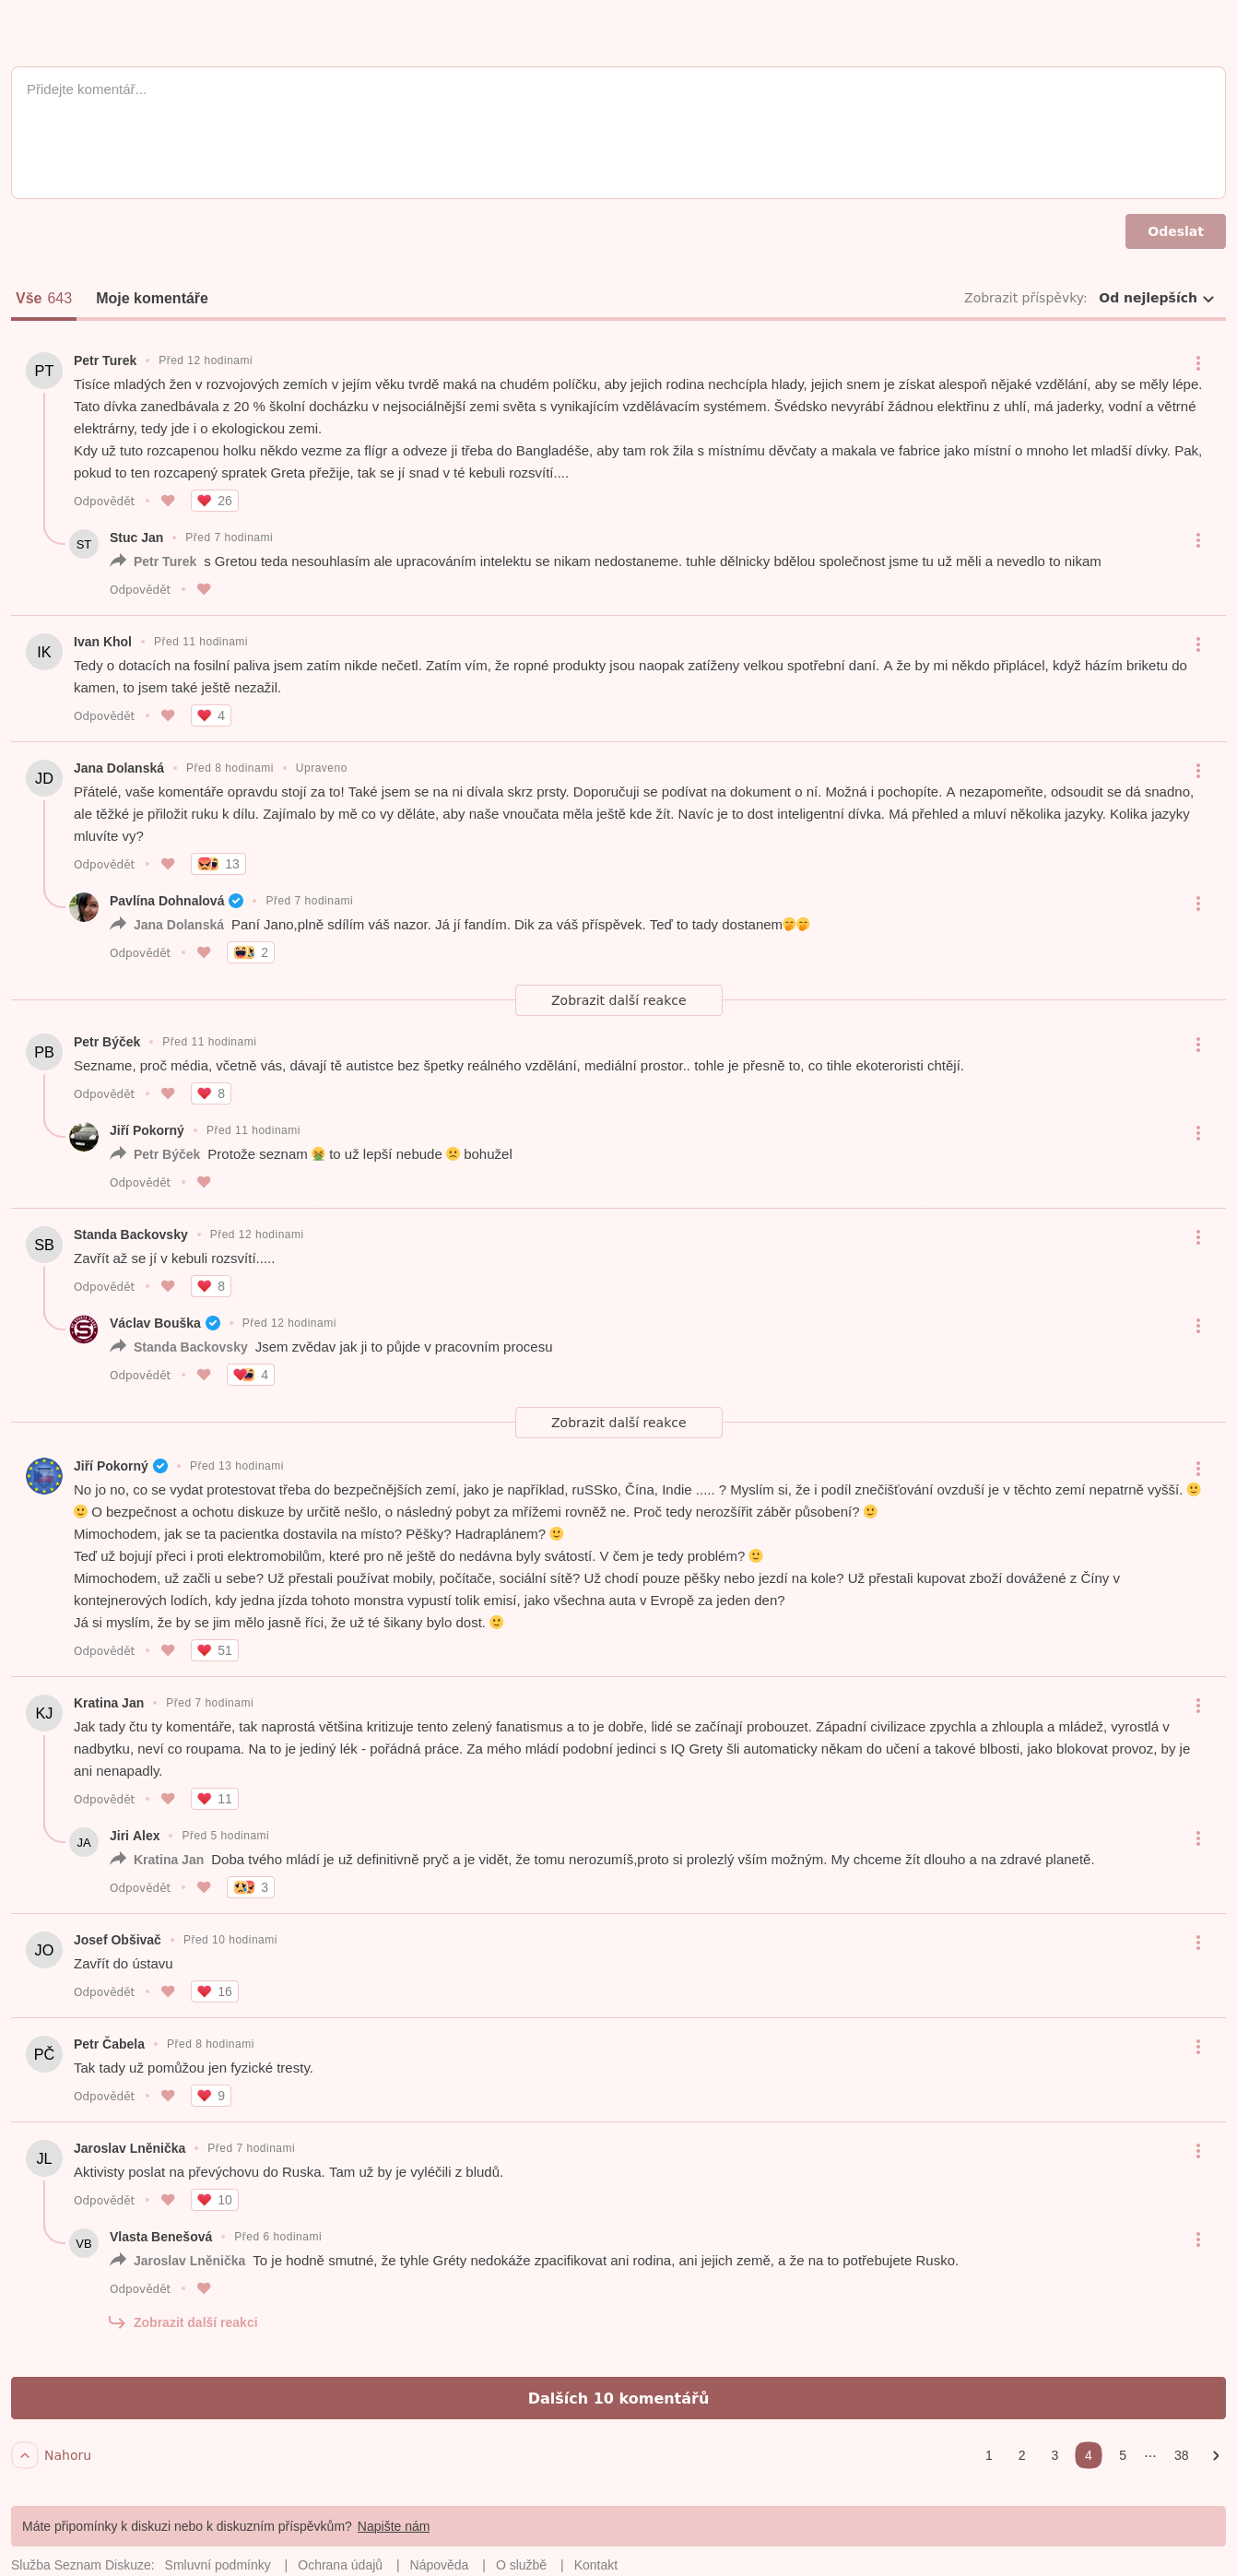 Přidejte komentář...
Odeslat
Vše 643 Moje komentáře Zobrazit příspěvky: Od nejlepších
PT Petr Turek • Před 12 hodinami
Tisíce mladých žen v rozvojových zemích v jejím věku tvrdě maká na chudém políčku, aby jejich rodina nechcípla hlady, jejich snem je získat alespoň nějaké vzdělání, aby se měly lépe.
Tato dívka zanedbávala z 20 % školní docházku v nejsociálnější zemi světa s vynikajícím vzdělávacím systémem. Švédsko nevyrábí žádnou elektřinu z uhlí, má jaderky, vodní a větrné
elektrárny, tedy jde i o ekologickou zemi.
Kdy už tuto rozcapenou holku někdo vezme za flígr a odveze ji třeba do Bangladéše, aby tam rok žila s místnímu děvčaty a makala ve fabrice jako místní o mnoho let mladší dívky. Pak,
pokud to ten rozcapený spratek Greta přežije, tak se jí snad v té kebuli rozsvítí....
Odpovědět • 26
ST Stuc Jan • Před 7 hodinami
Petr Turek s Gretou teda nesouhlasím ale upracováním intelektu se nikam nedostaneme. tuhle dělnicky bdělou společnost jsme tu už měli a nevedlo to nikam
Odpovědět •
IK Ivan Khol • Před 11 hodinami
Tedy o dotacích na fosilní paliva jsem zatím nikde nečetl. Zatím vím, že ropné produkty jsou naopak zatíženy velkou spotřební daní. A že by mi někdo připlácel, když házím briketu do
kamen, to jsem také ještě nezažil.
Odpovědět • 4
JD Jana Dolanská • Před 8 hodinami • Upraveno
Přátelé, vaše komentáře opravdu stojí za to! Také jsem se na ni dívala skrz prsty. Doporučuji se podívat na dokument o ní. Možná i pochopíte. A nezapomeňte, odsoudit se dá snadno,
ale těžké je přiložit ruku k dílu. Zajímalo by mě co vy děláte, aby naše vnoučata měla ještě kde žít. Navíc je to dost inteligentní dívka. Má přehled a mluví několika jazyky. Kolika jazyky
mluvíte vy?
Odpovědět • 13
Pavlína Dohnalová • Před 7 hodinami
Jana Dolanská Paní Jano,plně sdílím váš nazor. Já jí fandím. Dik za váš příspěvek. Teď to tady dostanem🤭🤭
Odpovědět • 2
Zobrazit další reakce
PB Petr Býček • Před 11 hodinami
Sezname, proč média, včetně vás, dávají tě autistce bez špetky reálného vzdělání, mediální prostor.. tohle je přesně to, co tihle ekoteroristi chtějí.
Odpovědět • 8
Jiří Pokorný • Před 11 hodinami
Petr Býček Protože seznam 🤮 to už lepší nebude 🙁 bohužel
Odpovědět •
SB Standa Backovsky • Před 12 hodinami
Zavřít až se jí v kebuli rozsvítí.....
Odpovědět • 8
Václav Bouška • Před 12 hodinami
Standa Backovsky Jsem zvědav jak ji to půjde v pracovním procesu
Odpovědět • 4
Zobrazit další reakce
Jiří Pokorný • Před 13 hodinami
No jo no, co se vydat protestovat třeba do bezpečnějších zemí, jako je například, ruSSko, Čína, Indie ..... ? Myslím si, že i podíl znečišťování ovzduší je v těchto zemí nepatrně vyšší. 🙂
🙂 O bezpečnost a ochotu diskuze by určitě nešlo, o následný pobyt za mřížemi rovněž ne. Proč tedy nerozšířit záběr působení? 🙂
Mimochodem, jak se ta pacientka dostavila na místo? Pěšky? Hadraplánem? 🙂
Teď už bojují přeci i proti elektromobilům, které pro ně ještě do nedávna byly svátostí. V čem je tedy problém? 🙂
Mimochodem, už začli u sebe? Už přestali používat mobily, počítače, sociální sítě? Už chodí pouze pěšky nebo jezdí na kole? Už přestali kupovat zboží dovážené z Číny v
kontejnerových lodích, kdy jedna jízda tohoto monstra vypustí tolik emisí, jako všechna auta v Evropě za jeden den?
Já si myslím, že by se jim mělo jasně říci, že už té šikany bylo dost. 🙂
Odpovědět • 51
KJ Kratina Jan • Před 7 hodinami
Jak tady čtu ty komentáře, tak naprostá většina kritizuje tento zelený fanatismus a to je dobře, lidé se začínají probouzet. Západní civilizace zpychla a zhloupla a mládež, vyrostlá v
nadbytku, neví co roupama. Na to je jediný lék - pořádná práce. Za mého mládí podobní jedinci s IQ Grety šli automaticky někam do učení a takové blbosti, jako blokovat provoz, by je
ani nenapadly.
Odpovědět • 11
JA Jiri Alex • Před 5 hodinami
Kratina Jan Doba tvého mládí je už definitivně pryč a je vidět, že tomu nerozumíš,proto si prolezlý vším možným. My chceme žít dlouho a na zdravé planetě.
Odpovědět • 3
JO Josef Obšivač • Před 10 hodinami
Zavřít do ústavu
Odpovědět • 16
PČ Petr Čabela • Před 8 hodinami
Tak tady už pomůžou jen fyzické tresty.
Odpovědět • 9
JL Jaroslav Lněnička • Před 7 hodinami
Aktivisty poslat na převýchovu do Ruska. Tam už by je vyléčili z bludů.
Odpovědět • 10
VB Vlasta Benešová • Před 6 hodinami
Jaroslav Lněnička To je hodně smutné, že tyhle Gréty nedokáže zpacifikovat ani rodina, ani jejich země, a že na to potřebujete Rusko.
Odpovědět •
Zobrazit další reakci
Dalších 10 komentářů
Nahoru 1 2 3 4 5 ··· 38
Máte připomínky k diskuzi nebo k diskuzním příspěvkům? Napište nám
Služba Seznam Diskuze: Smluvní podmínky | Ochrana údajů | Nápověda | O službě | Kontakt